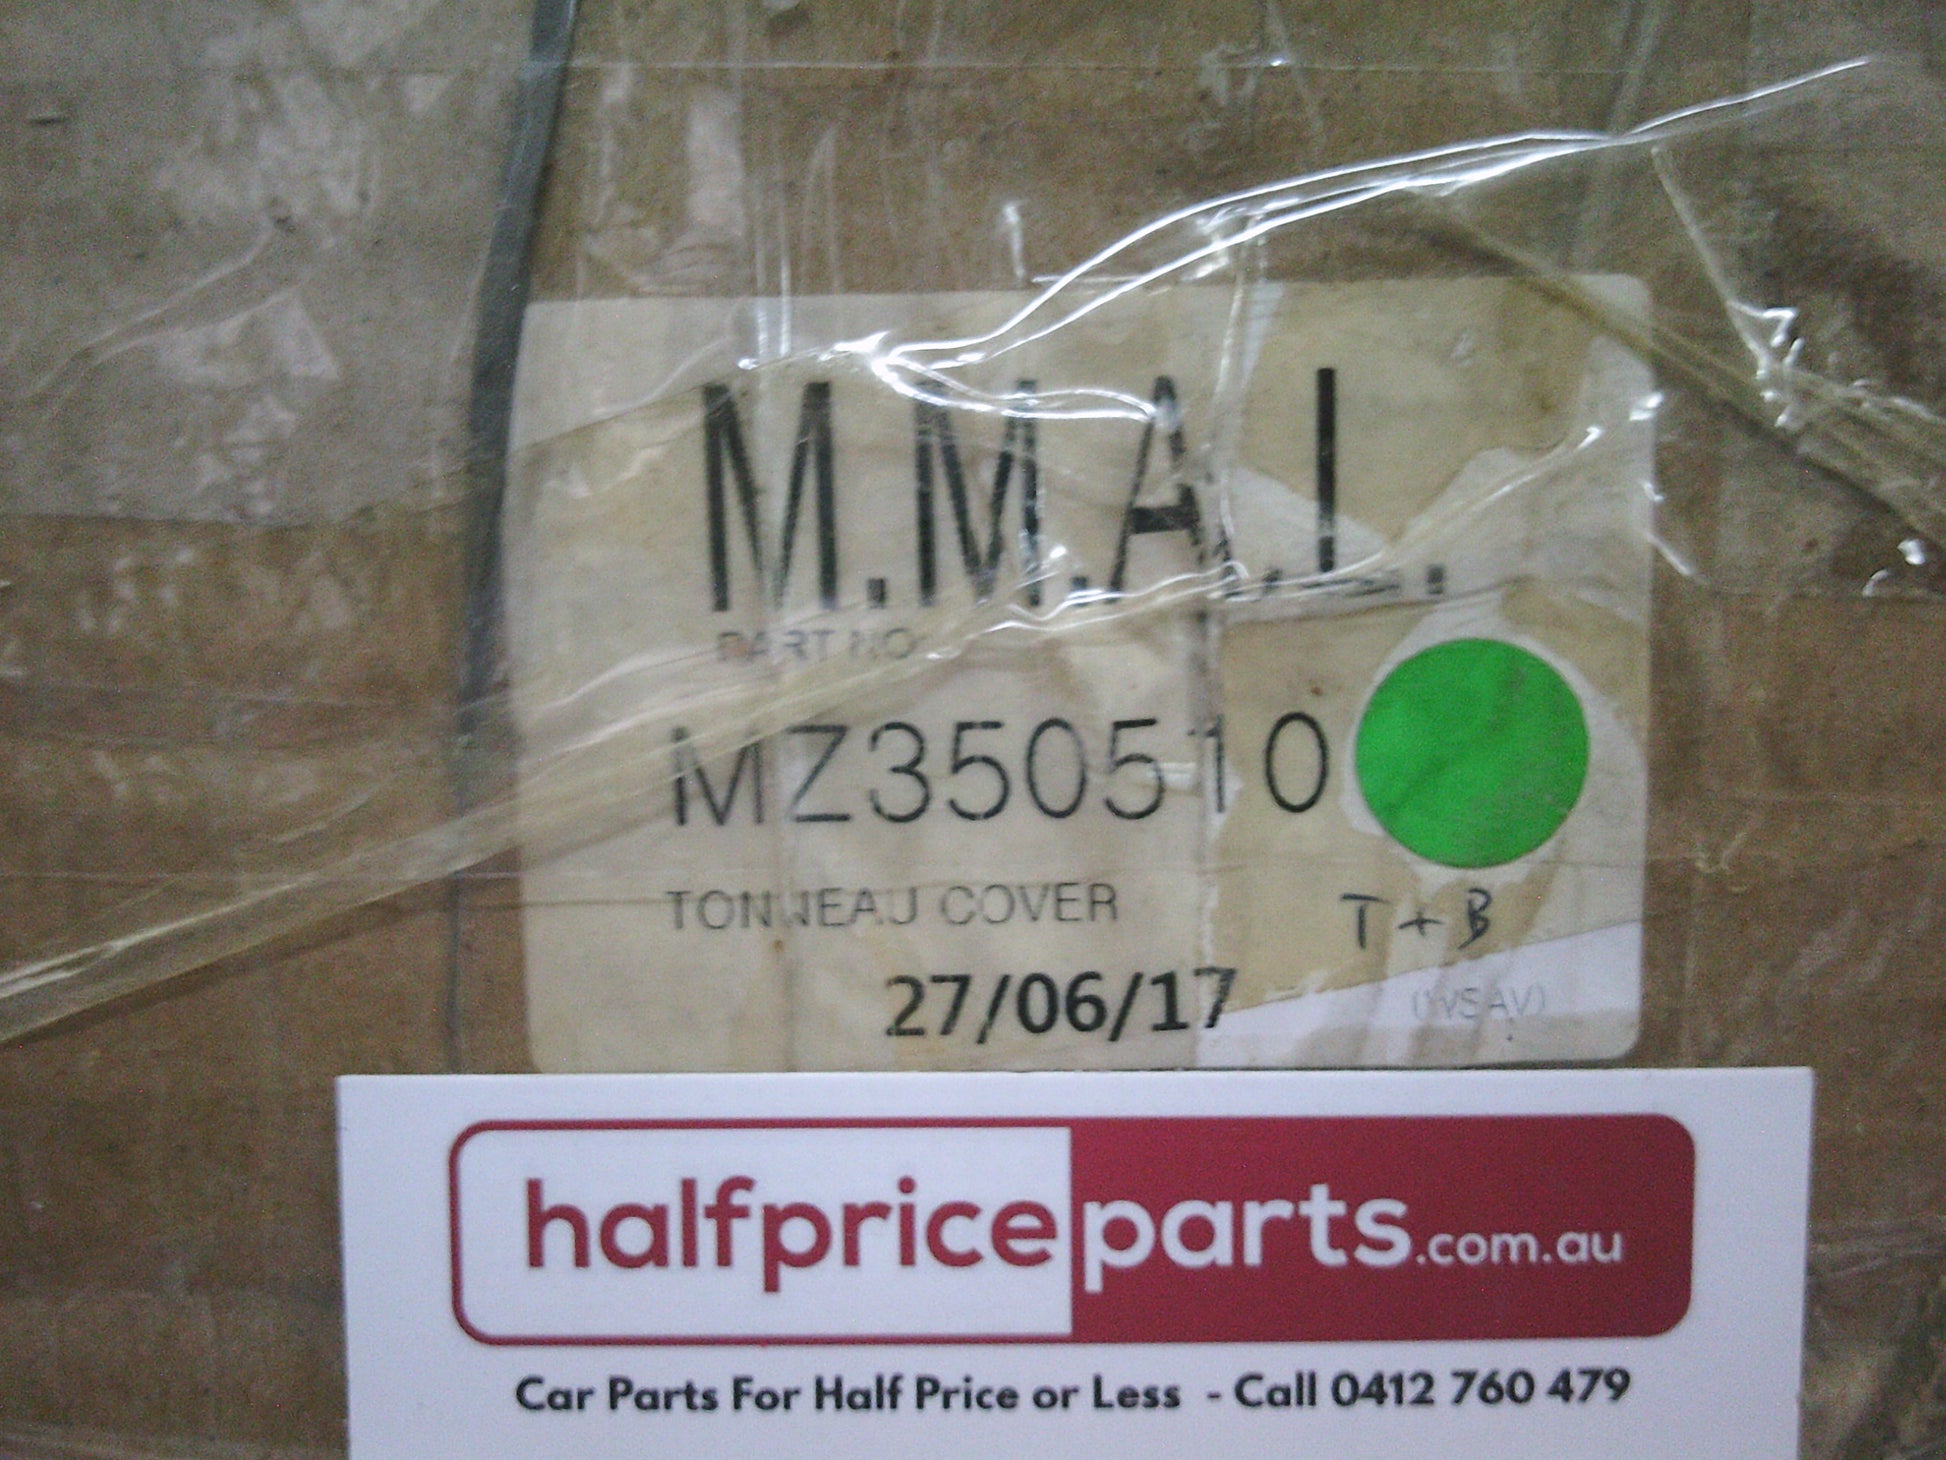 M.M.A.L.
PART NO
MZ350510
TONNEAU COVER
T + B
27/06/17
halfpriceparts.com.au
Car Parts For Half Price or Less - Call 0412 760 479